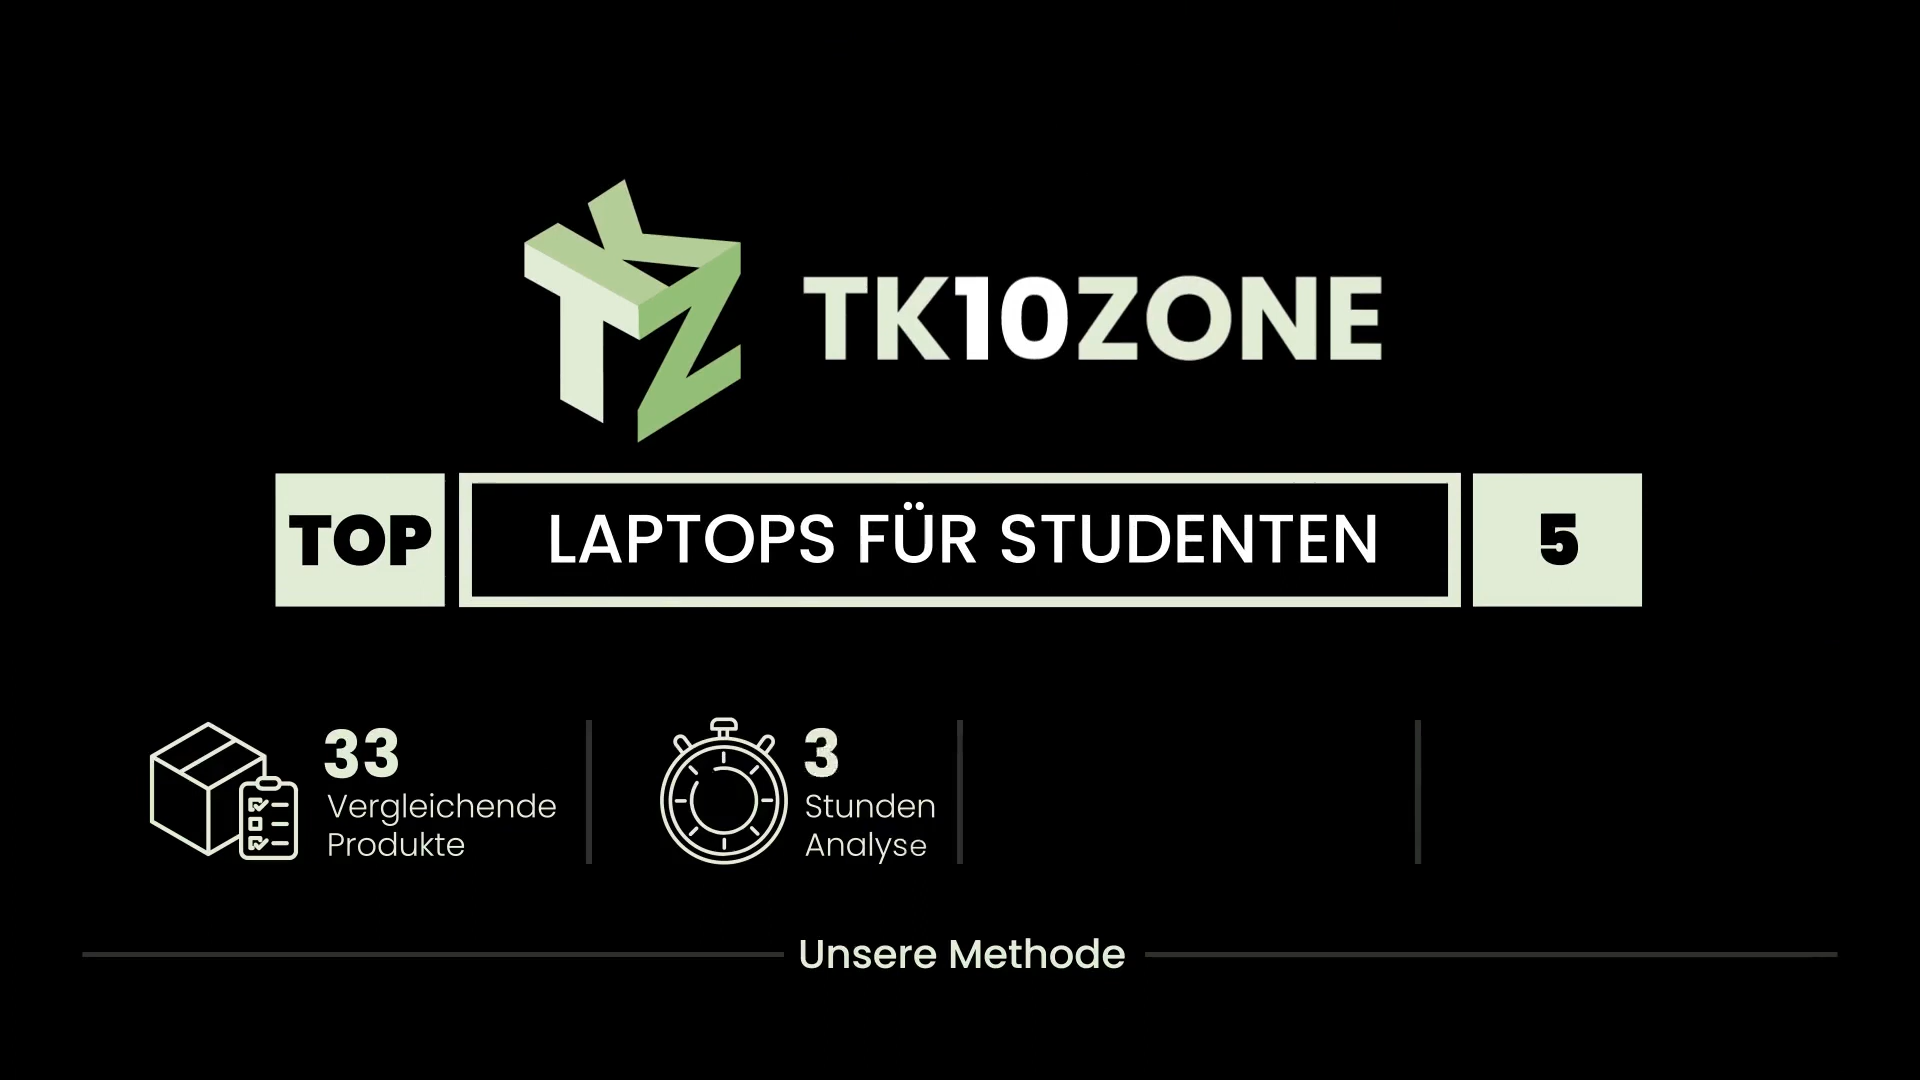 TK10ZONE
TOP
LAPTOPS FÜR STUDENTEN
5
33
Vergleichende
Produkte
3
Stunden
Analyse
Unsere Methode